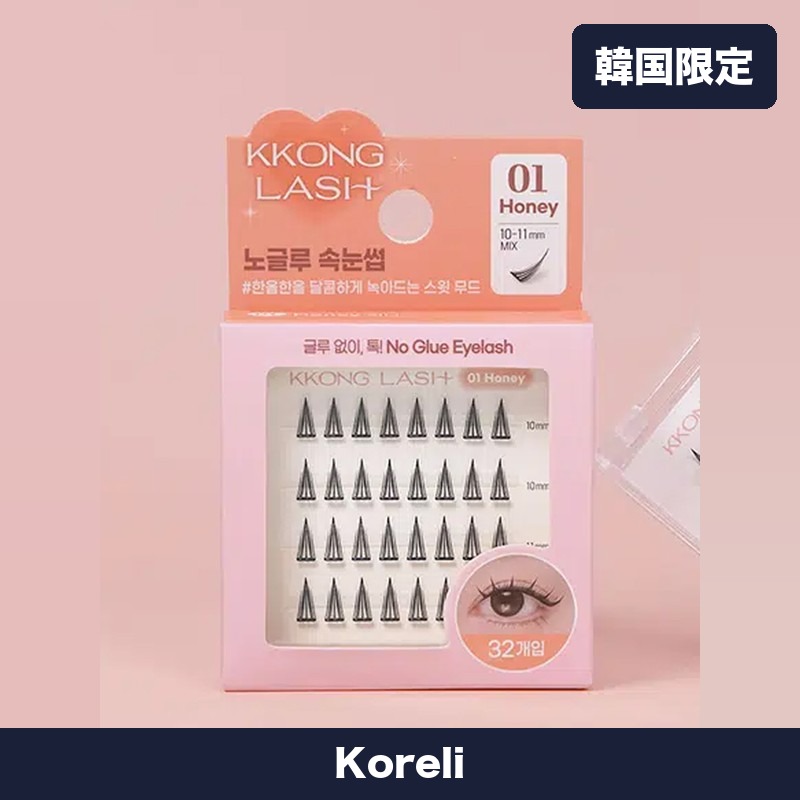 韓国限定
KKONG
LASH
01
Honey
10-11mm
MIX
노글루 속눈썹
#한올한올 달콤하게 녹아드는 스윗 무드
글루 없이, 톡! No Glue Eyelash
KKONG LASH 01 Honey
10mm
10mm
32개입
KKON
Koreli